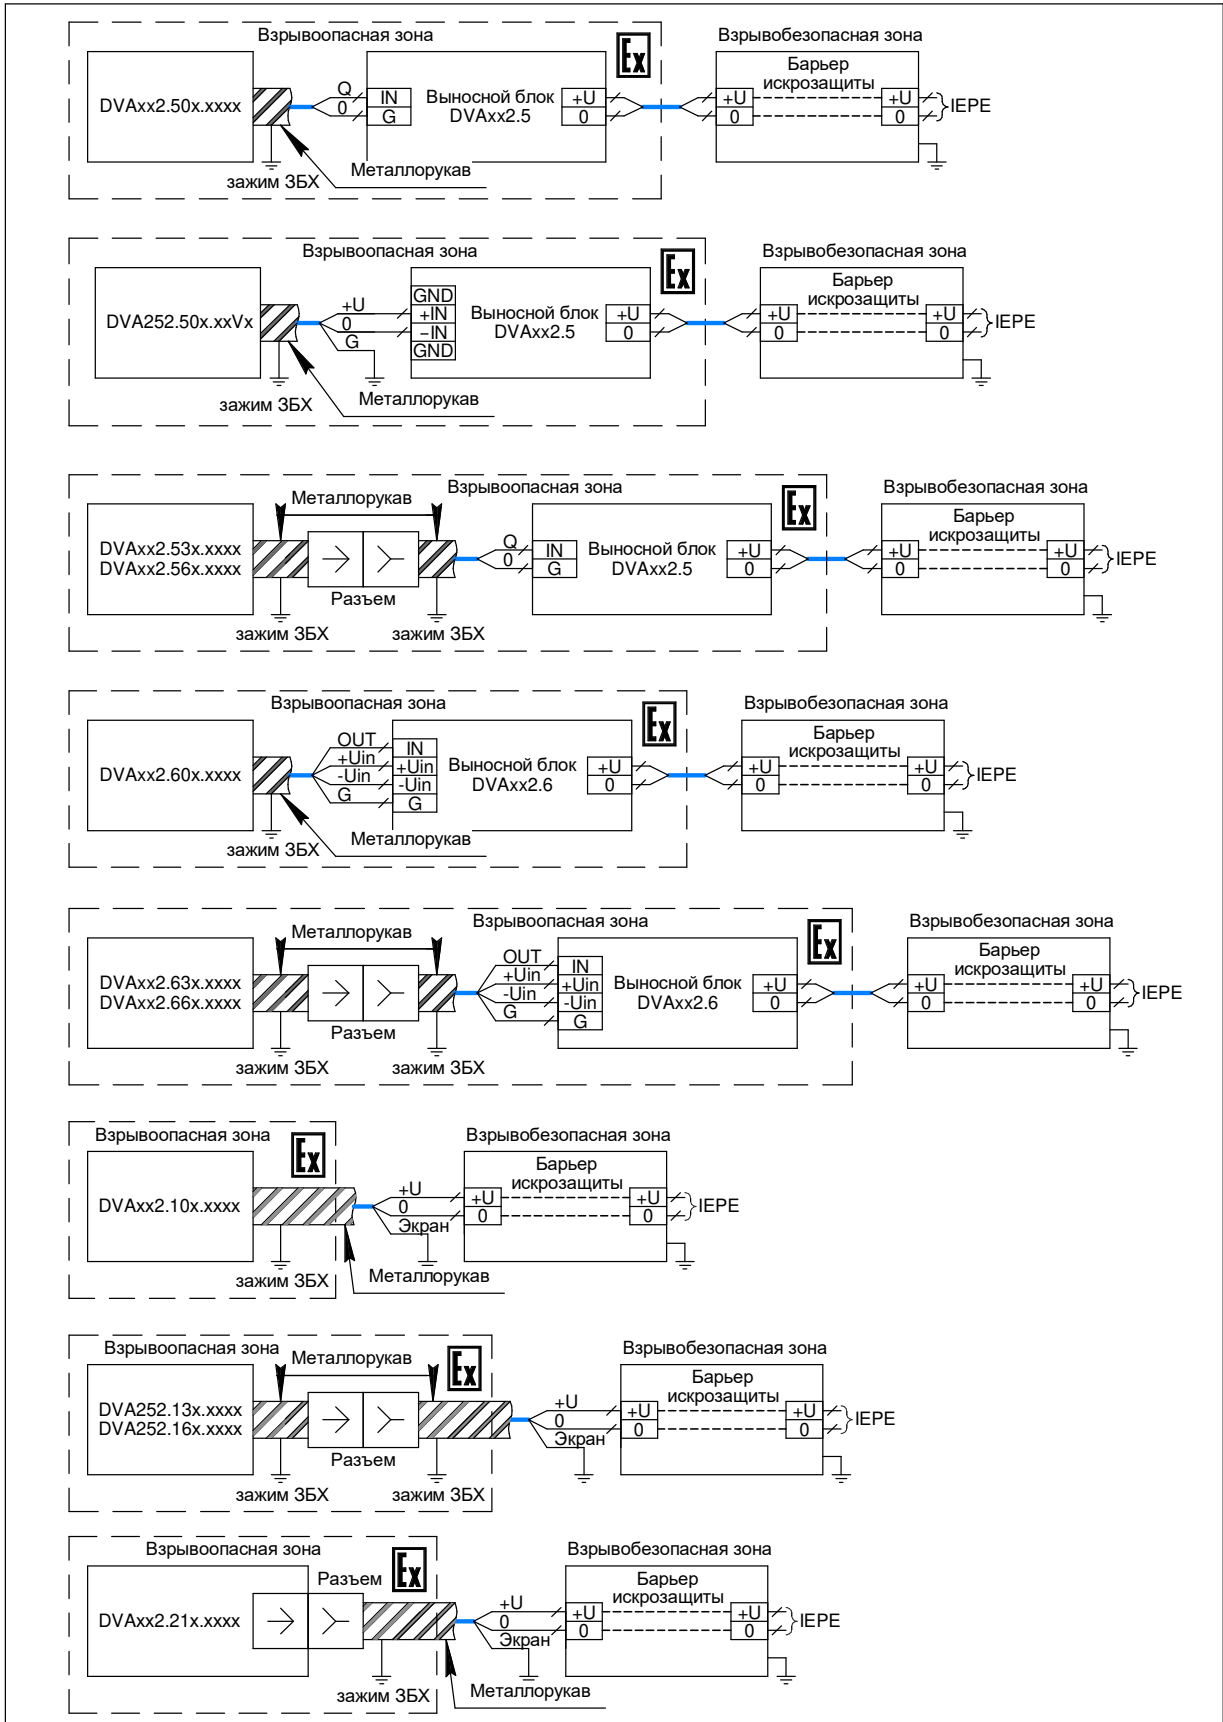 Взрывоопасная зона
Ex
Взрывобезопасная зона
DVAxx2.50x.xxxx
Q
0
IN
G
Выносной блок
DVAxx2.5
+U
0
+U
0
Барьер
искрозащиты
+U
0
IEPE
Металлорукав
зажим ЗБХ
Взрывоопасная зона
Ex
Взрывобезопасная зона
DVA252.50x.xxVx
+U
0
G
GND
+IN
–IN
GND
Выносной блок
DVAxx2.5
+U
0
+U
0
Барьер
искрозащиты
+U
0
IEPE
зажим ЗБХ
Металлорукав
Металлорукав
Взрывоопасная зона
Ex
Взрывобезопасная зона
DVAxx2.53x.xxxx
DVAxx2.56x.xxxx
Разъем
Q
0
IN
G
Выносной блок
DVAxx2.5
+U
0
+U
0
Барьер
искрозащиты
+U
0
IEPE
зажим ЗБХ
зажим ЗБХ
Взрывоопасная зона
Ex
Взрывобезопасная зона
DVAxx2.60x.xxxx
OUT
+Uin
-Uin
G
IN
+Uin
-Uin
G
Выносной блок
DVAxx2.6
+U
0
+U
0
Барьер
искрозащиты
+U
0
IEPE
Металлорукав
зажим ЗБХ
Взрывоопасная зона
Ex
Взрывобезопасная зона
Металлорукав
DVAxx2.63x.xxxx
DVAxx2.66x.xxxx
Разъем
OUT
+Uin
-Uin
G
IN
+Uin
-Uin
G
Выносной блок
DVAxx2.6
+U
0
+U
0
Барьер
искрозащиты
+U
0
IEPE
зажим ЗБХ
зажим ЗБХ
Взрывоопасная зона
Ex
Взрывобезопасная зона
DVAxx2.10x.xxxx
+U
0
Экран
+U
0
Барьер
искрозащиты
+U
0
IEPE
зажим ЗБХ
Металлорукав
Взрывоопасная зона
Ex
Взрывобезопасная зона
Металлорукав
DVA252.13x.xxxx
DVA252.16x.xxxx
Разъем
+U
0
Экран
+U
0
Барьер
искрозащиты
+U
0
IEPE
зажим ЗБХ
зажим ЗБХ
Взрывоопасная зона
Взрывобезопасная зона
Разъем
Ex
DVAxx2.21x.xxxx
+U
0
Экран
+U
0
Барьер
искрозащиты
+U
0
IEPE
зажим ЗБХ
Металлорукав